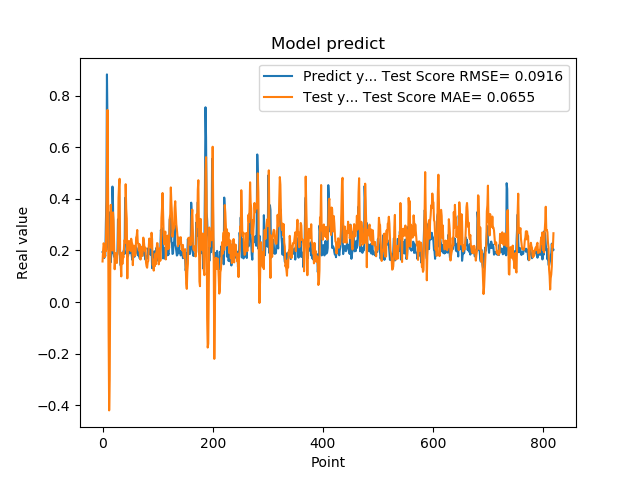 Model predict
Predict y... Test Score RMSE= 0.0916
Test y... Test Score MAE= 0.0655
Real value
0.8
0.6
0.4
0.2
0.0
−0.2
−0.4
0 200 400 600 800
Point